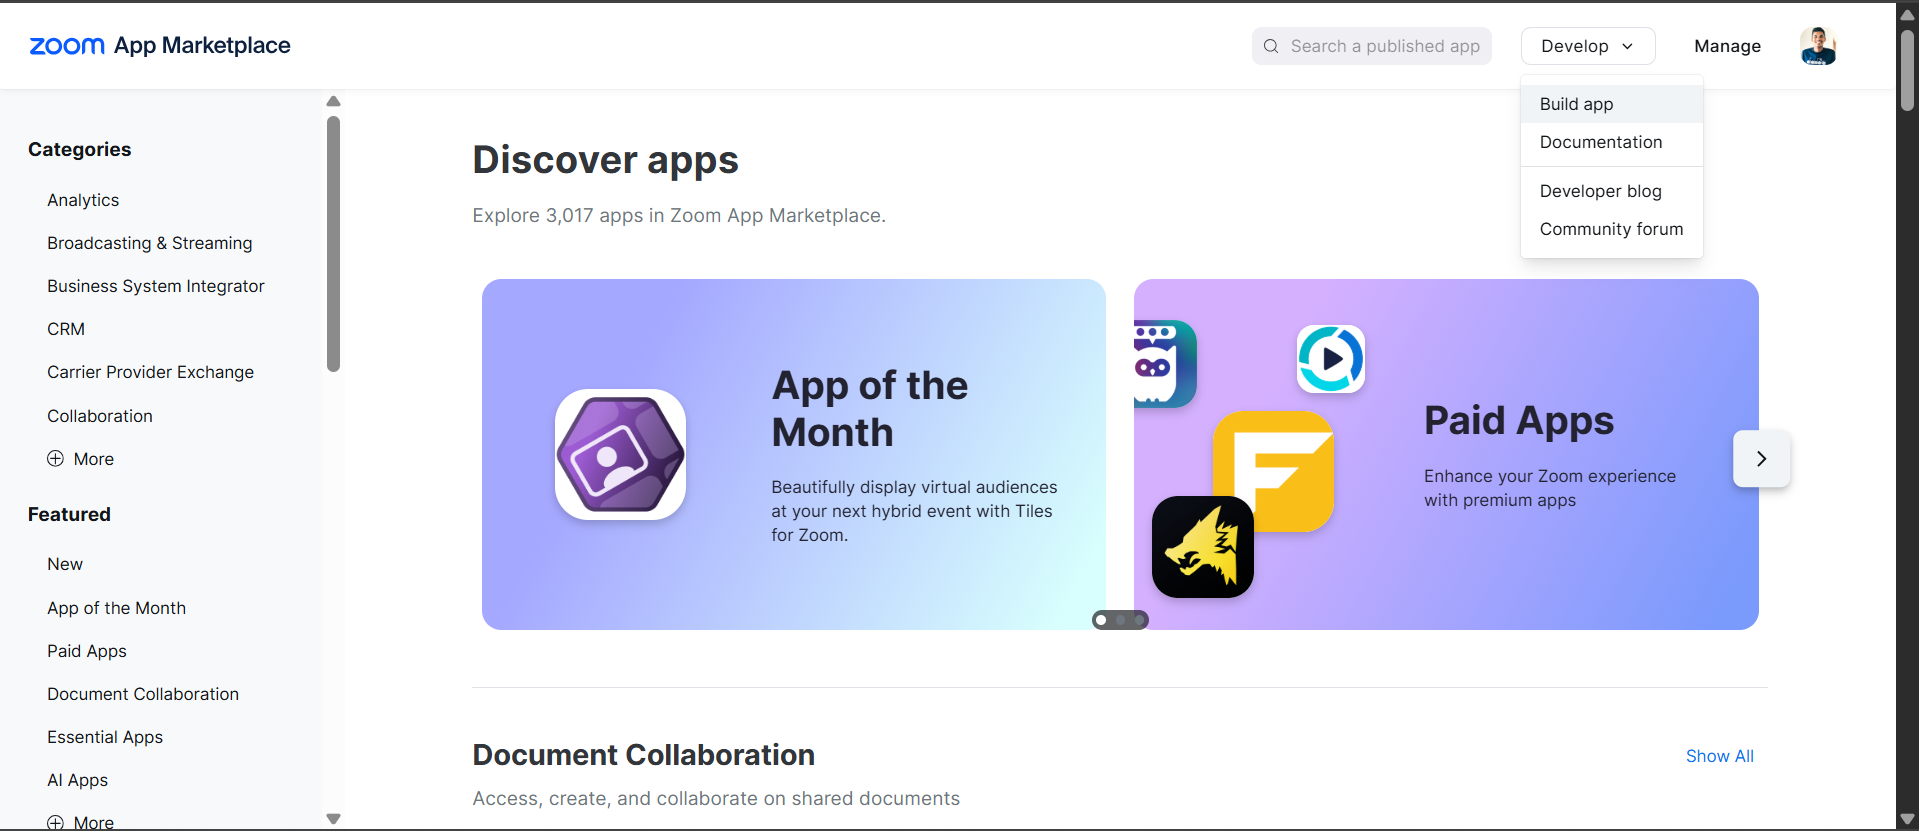 zoom App Marketplace
Search a published app
Develop
Manage
Build app
Documentation
Developer blog
Community forum
Categories
Analytics
Broadcasting & Streaming
Business System Integrator
CRM
Carrier Provider Exchange
Collaboration
More
Featured
New
App of the Month
Paid Apps
Document Collaboration
Essential Apps
AI Apps
More
Discover apps
Explore 3,017 apps in Zoom App Marketplace.
App of the
Month
Beautifully display virtual audiences
at your next hybrid event with Tiles
for Zoom.
Paid Apps
Enhance your Zoom experience
with premium apps
Document Collaboration
Show All
Access, create, and collaborate on shared documents